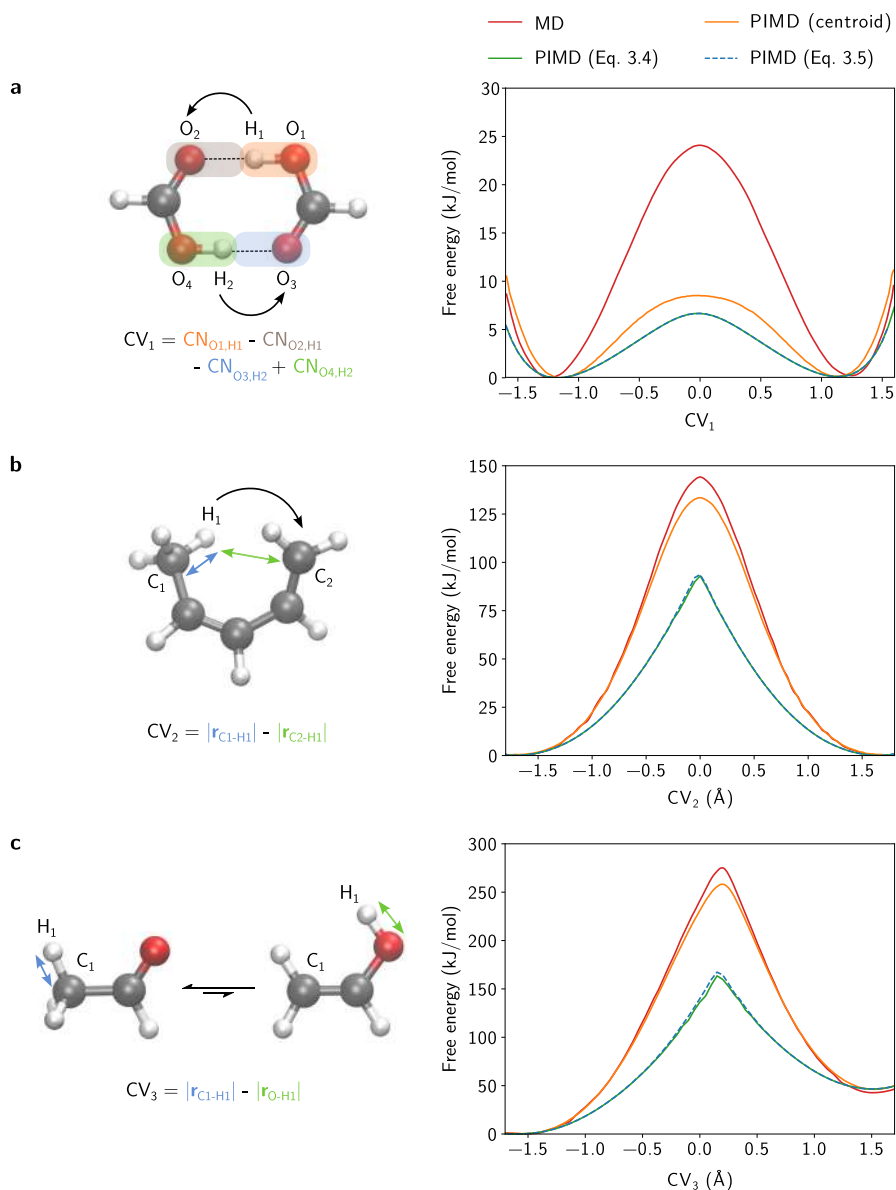 MD PIMD (centroid)
PIMD (Eq. 3.4) PIMD (Eq. 3.5)
a
O2 H1 O1
O4 H2 O3
CV1 = CNO1,H1 - CNO2,H1
- CNO3,H2 + CNO4,H2
Free energy (kJ/mol)
30
25
20
15
10
5
0
−1.5 −1.0 −0.5 0.0 0.5 1.0 1.5
CV1
b
H1
C1 C2
CV2 = |rC1-H1| - |rC2-H1|
Free energy (kJ/mol)
150
125
100
75
50
25
0
−1.5 −1.0 −0.5 0.0 0.5 1.0 1.5
CV2 (Å)
c
H1
C1
H1
C1
CV3 = |rC1-H1| - |rO-H1|
Free energy (kJ/mol)
300
250
200
150
100
50
0
−1.5 −1.0 −0.5 0.0 0.5 1.0 1.5
CV3 (Å)